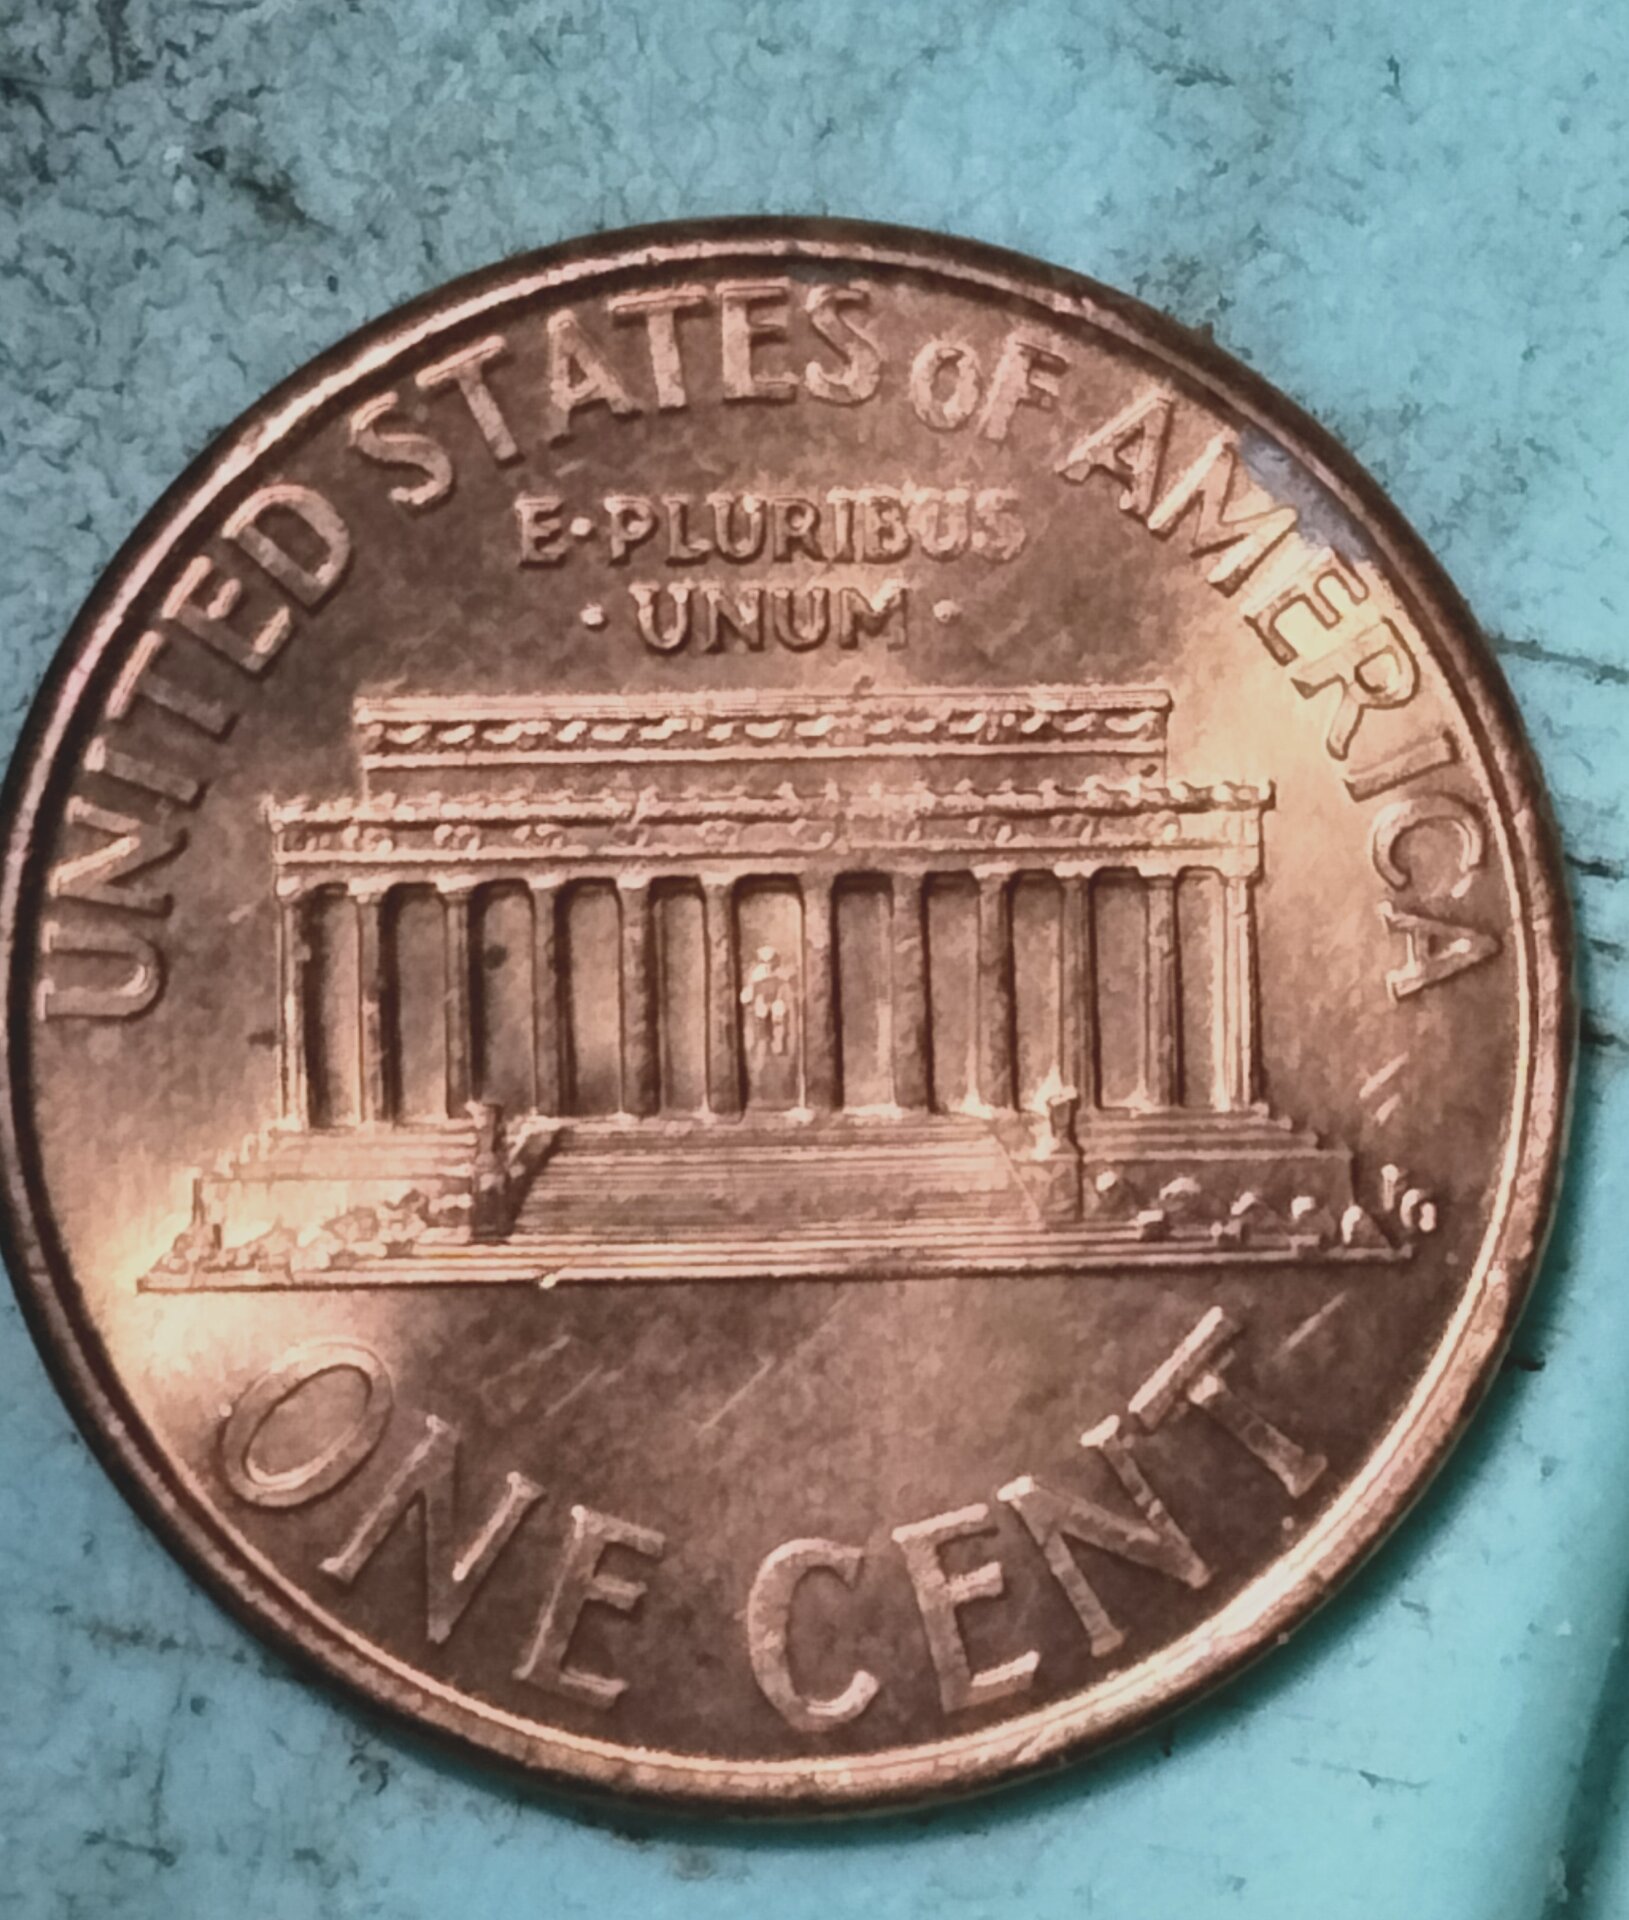 UNITED STATES OF AMERICA
E·PLURIBUS
·UNUM·
ONE CENT